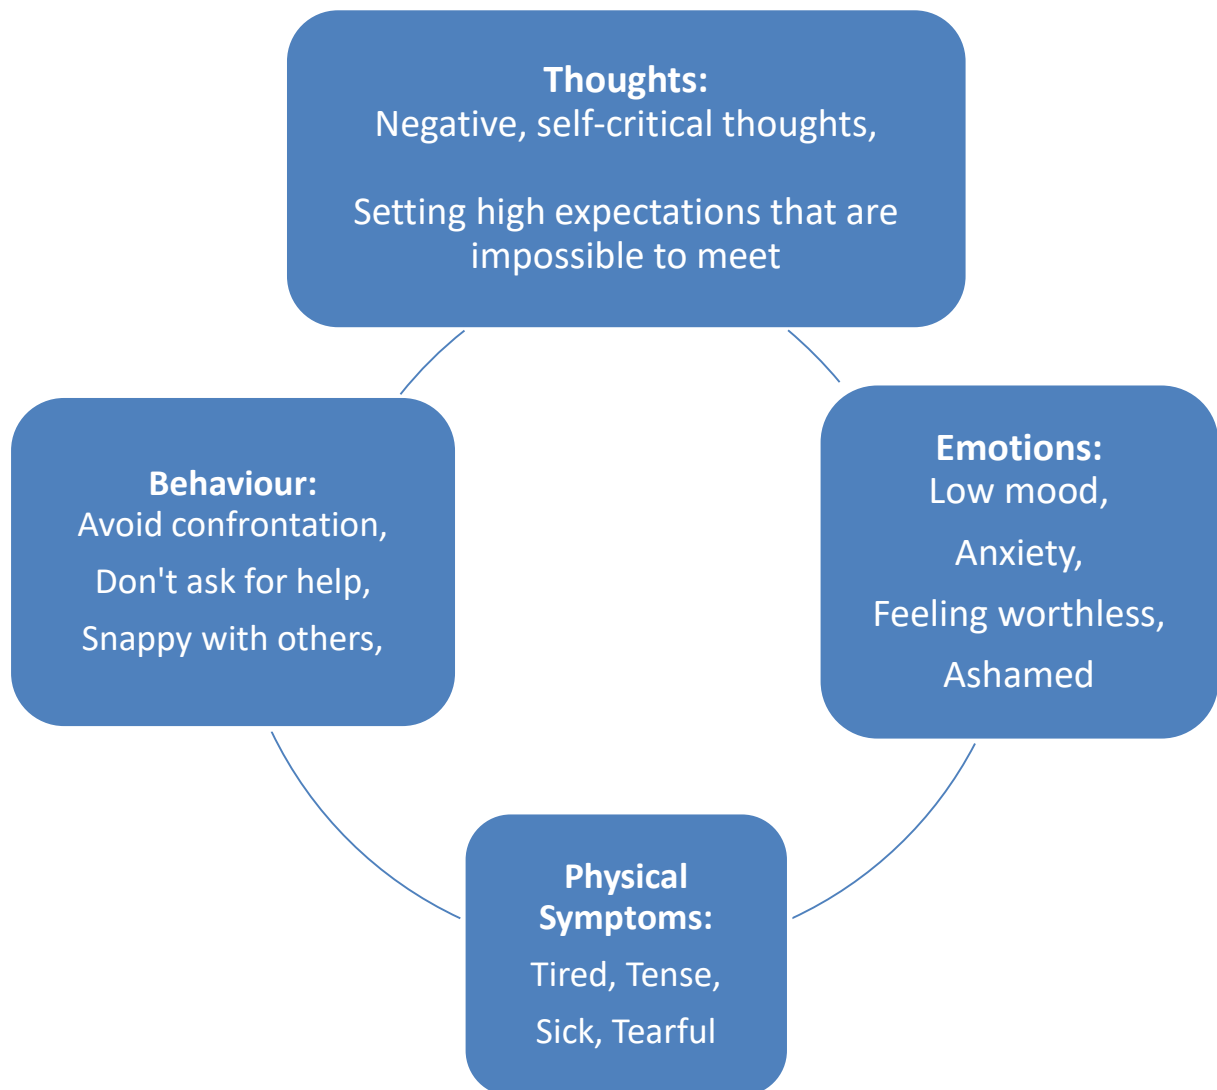 Thoughts:
Negative, self-critical thoughts,
Setting high expectations that are
impossible to meet
Emotions:
Low mood,
Anxiety,
Feeling worthless,
Ashamed
Physical
Symptoms:
Tired, Tense,
Sick, Tearful
Behaviour:
Avoid confrontation,
Don't ask for help,
Snappy with others,